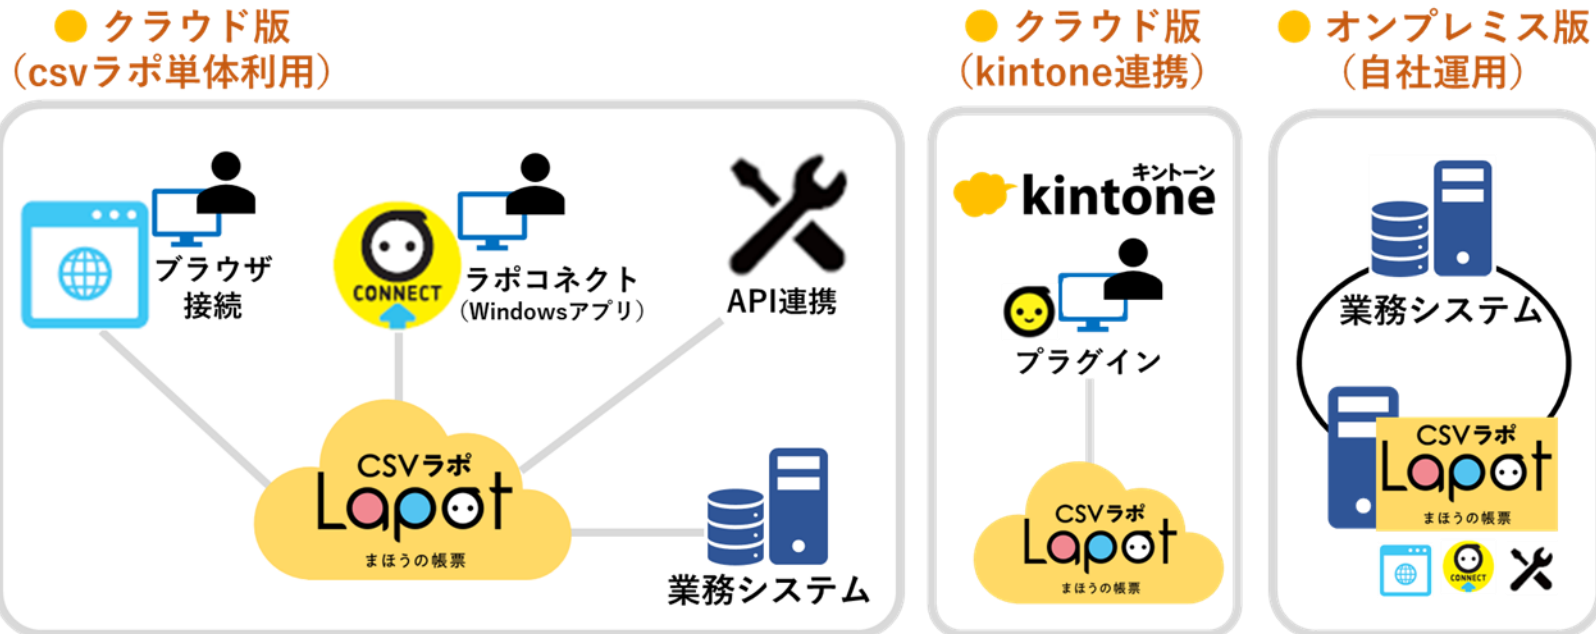 ● クラウド版
（csvラポ単体利用）
ブラウザ
接続
CONNECT
ラポコネクト
（Windowsアプリ）
API連携
CSVラポ
Lapot
まほうの帳票
業務システム
● クラウド版
（kintone連携）
キントーン
kintone
プラグイン
CSVラポ
Lapot
まほうの帳票
● オンプレミス版
（自社運用）
業務システム
CSVラポ
Lapot
まほうの帳票
CONNECT